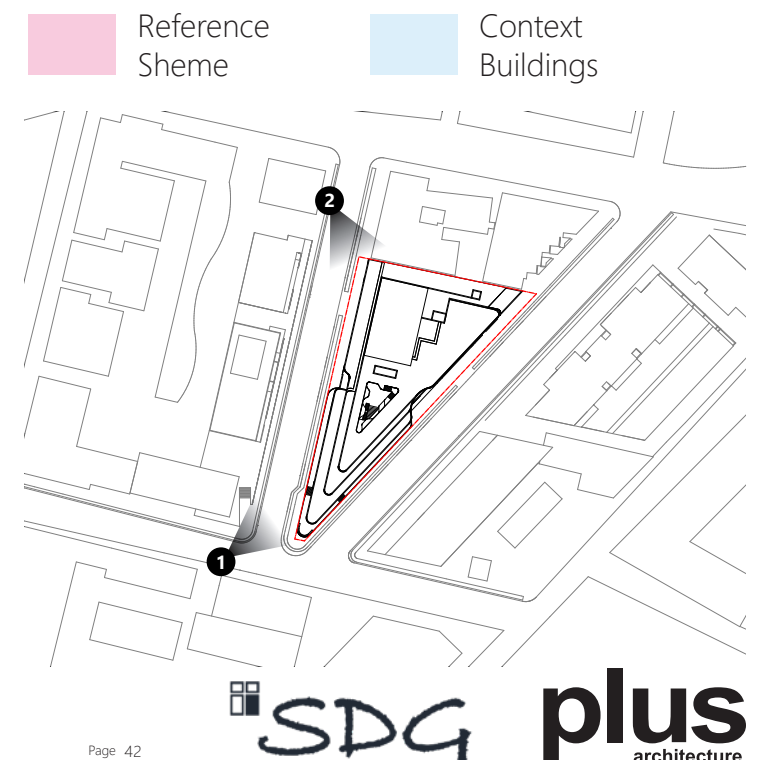 Reference
Sheme
Context
Buildings
2
1
SDG
plus
architecture
Page 42